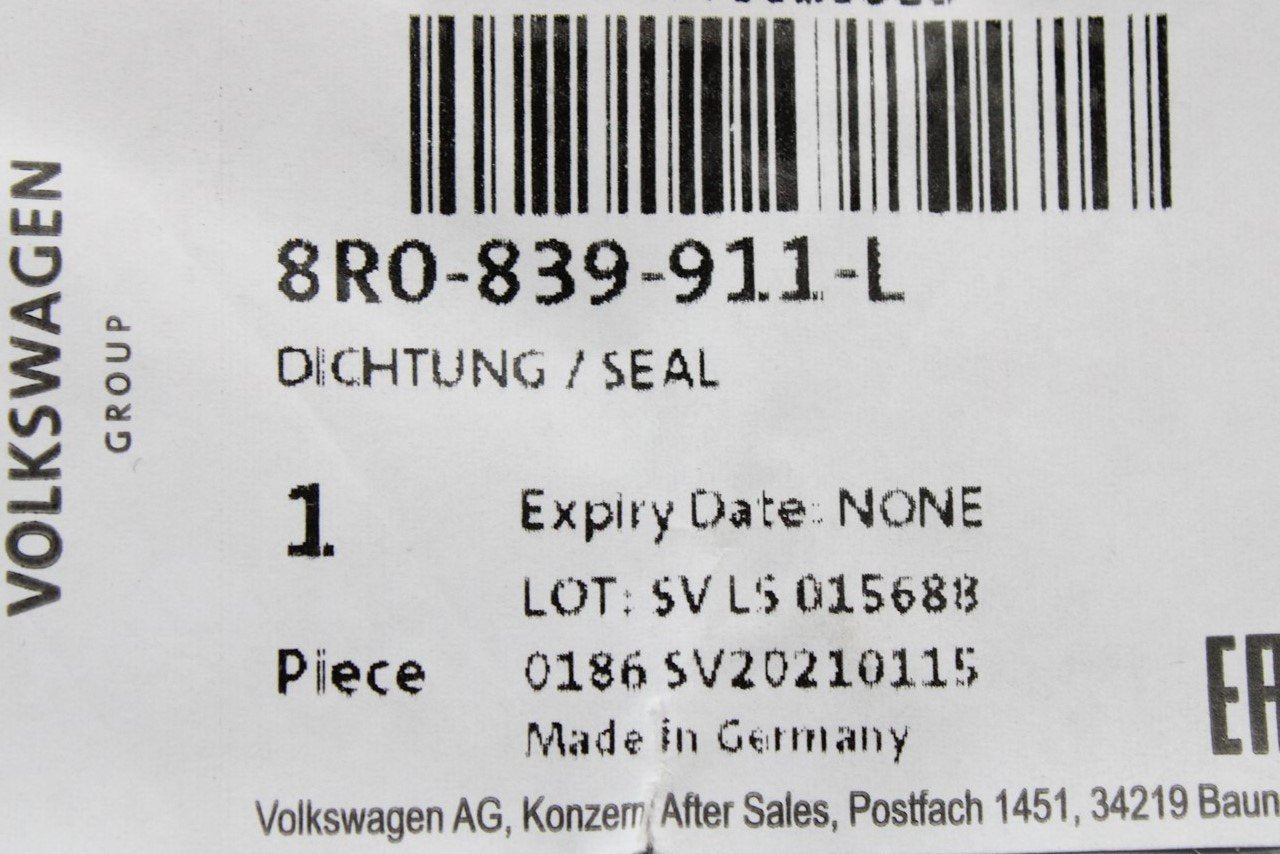 VOLKSWAGEN
GROUP
8R0-839-911-L
DICHTUNG / SEAL
1
Expiry Date: NONE
LOT: SV LS 015688
Piece
0186 SV20210115
Made in Germany
Volkswagen AG, Konzern After Sales, Postfach 1451, 34219 Baun